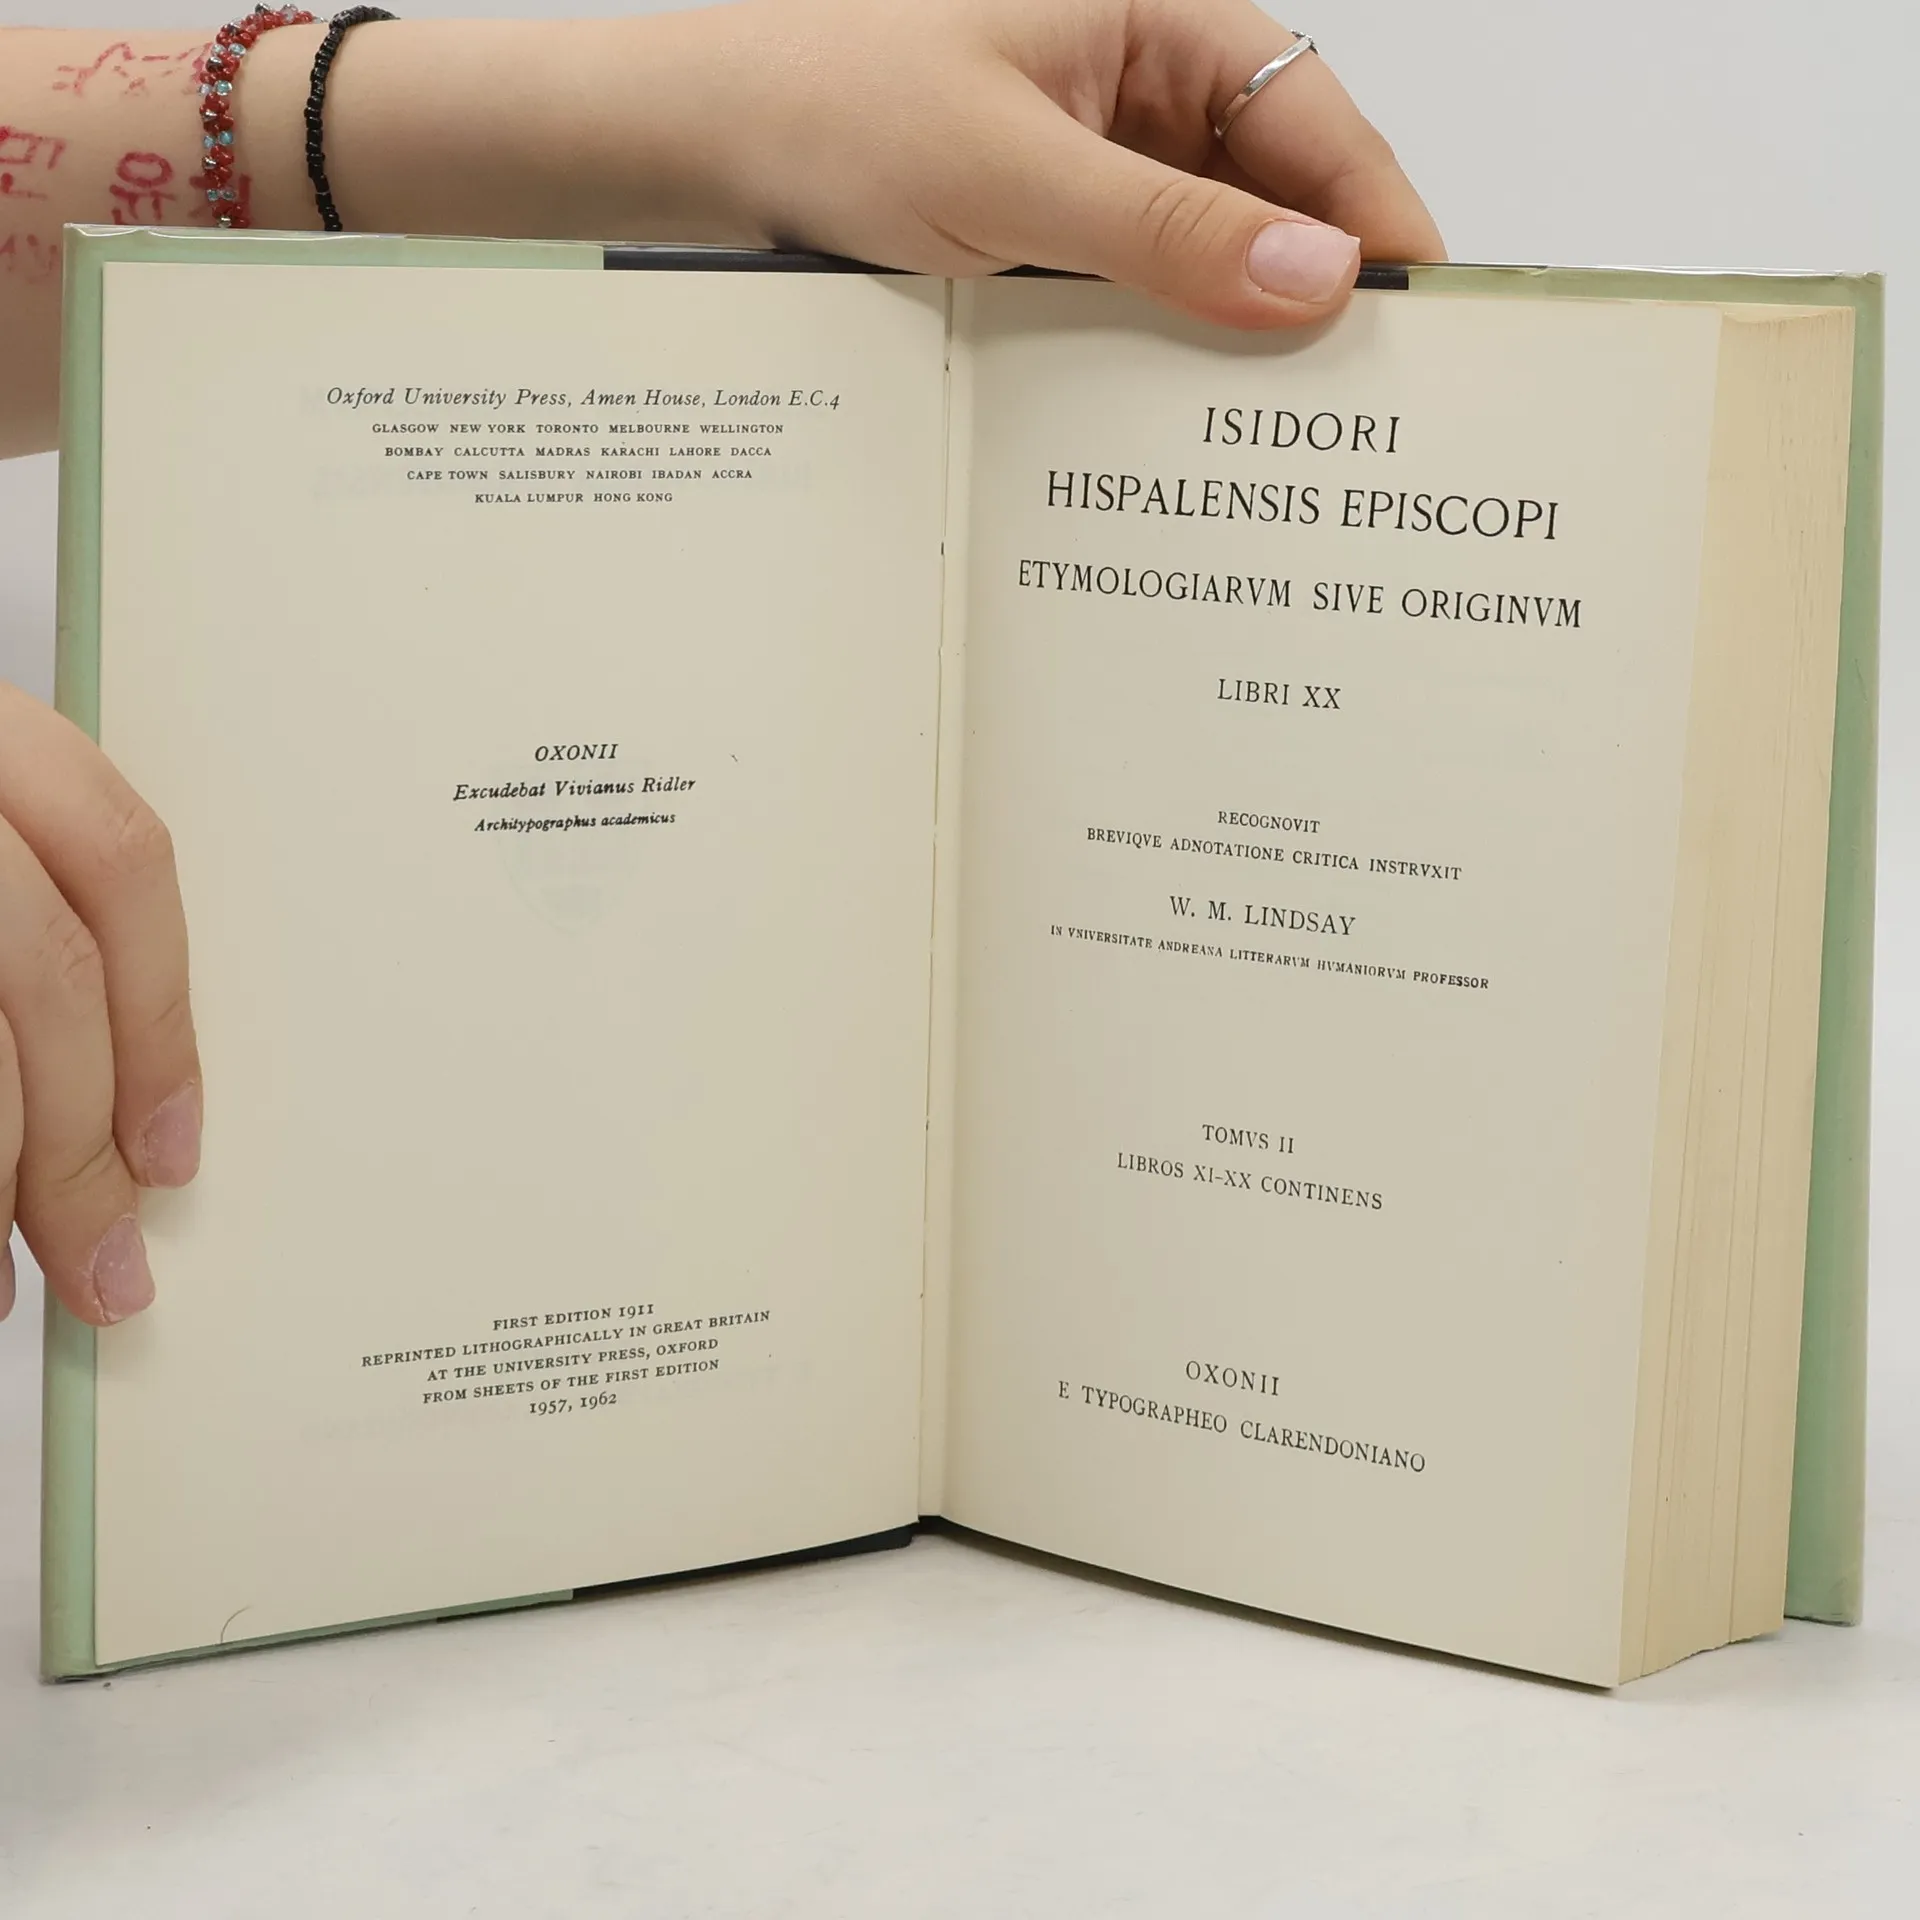 Oxford University Press, Amen House, London E.C.4
GLASGOW NEW YORK TORONTO MELBOURNE WELLINGTON
BOMBAY CALCUTTA MADRAS KARACHI LAHORE DACCA
CAPE TOWN SALISBURY NAIROBI IBADAN ACCRA
KUALA LUMPUR HONG KONG
OXONII
Excudebat Vivianus Ridler
Architypographus academicus
FIRST EDITION 1911
REPRINTED LITHOGRAPHICALLY IN GREAT BRITAIN
AT THE UNIVERSITY PRESS, OXFORD
FROM SHEETS OF THE FIRST EDITION
1957, 1962
ISIDORI
HISPALENSIS EPISCOPI
ETYMOLOGIARVM SIVE ORIGINVM
LIBRI XX
RECOGNOVIT
BREVIQVE ADNOTATIONE CRITICA INSTRVXIT
W. M. LINDSAY
IN VNIVERSITATE ANDREANA LITTERARVM HVMANIORVM PROFESSOR
TOMVS II
LIBROS XI–XX CONTINENS
OXONII
E TYPOGRAPHEO CLARENDONIANO